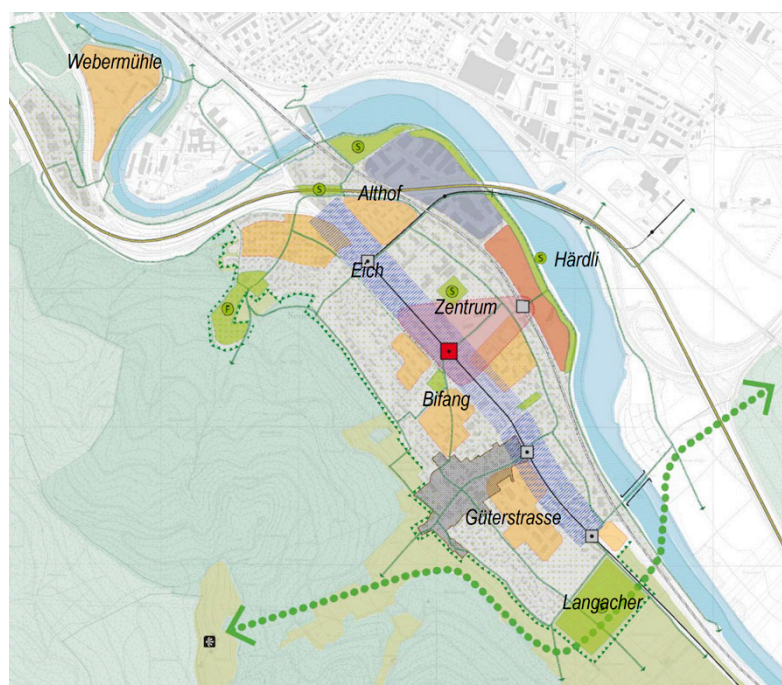 Webermühle
S
S
Althof
Härdli
S
Eich
S
Zentrum
F
Bifang
Güterstrasse
Langacher